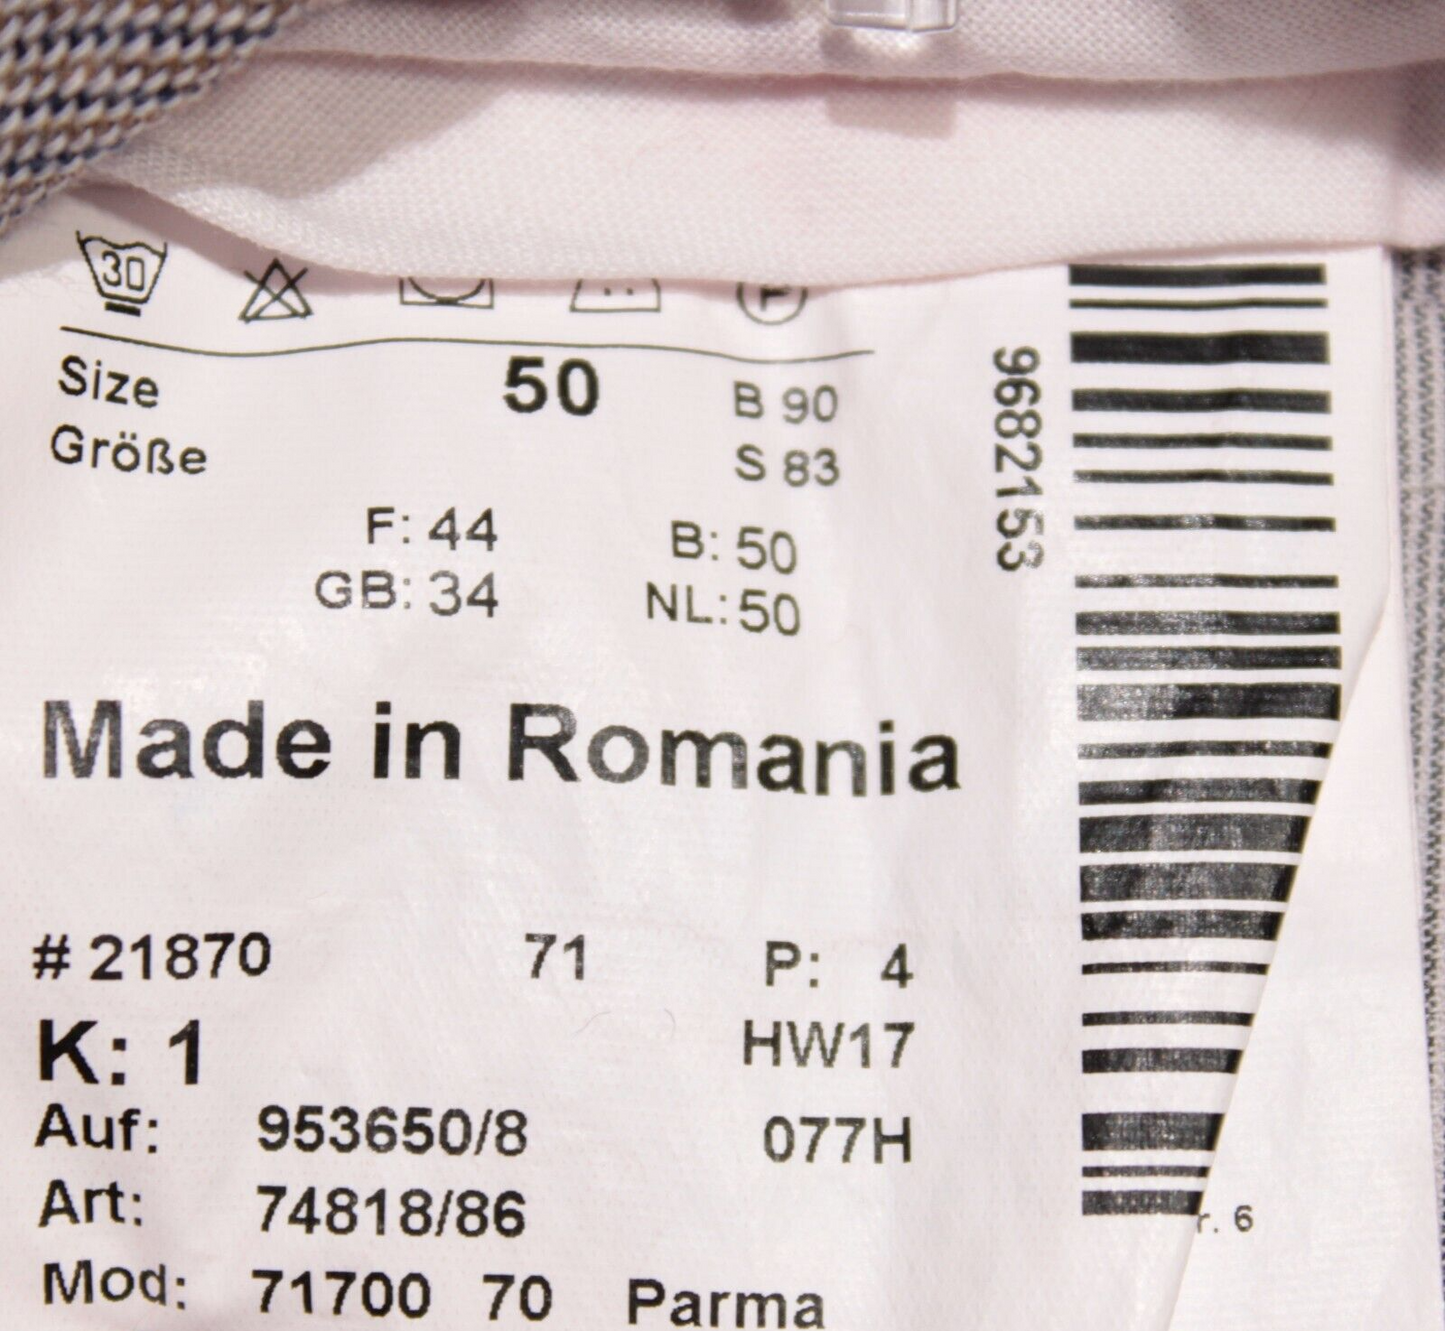 30
F
Size 50 B 90
Größe S 83
F: 44 B: 50
GB: 34 NL: 50
Made in Romania
# 21870 71 P: 4
K: 1 HW17
Auf: 953650/8 077H
Art: 74818/86
Mod: 71700 70 Parma
9682153
r. 6